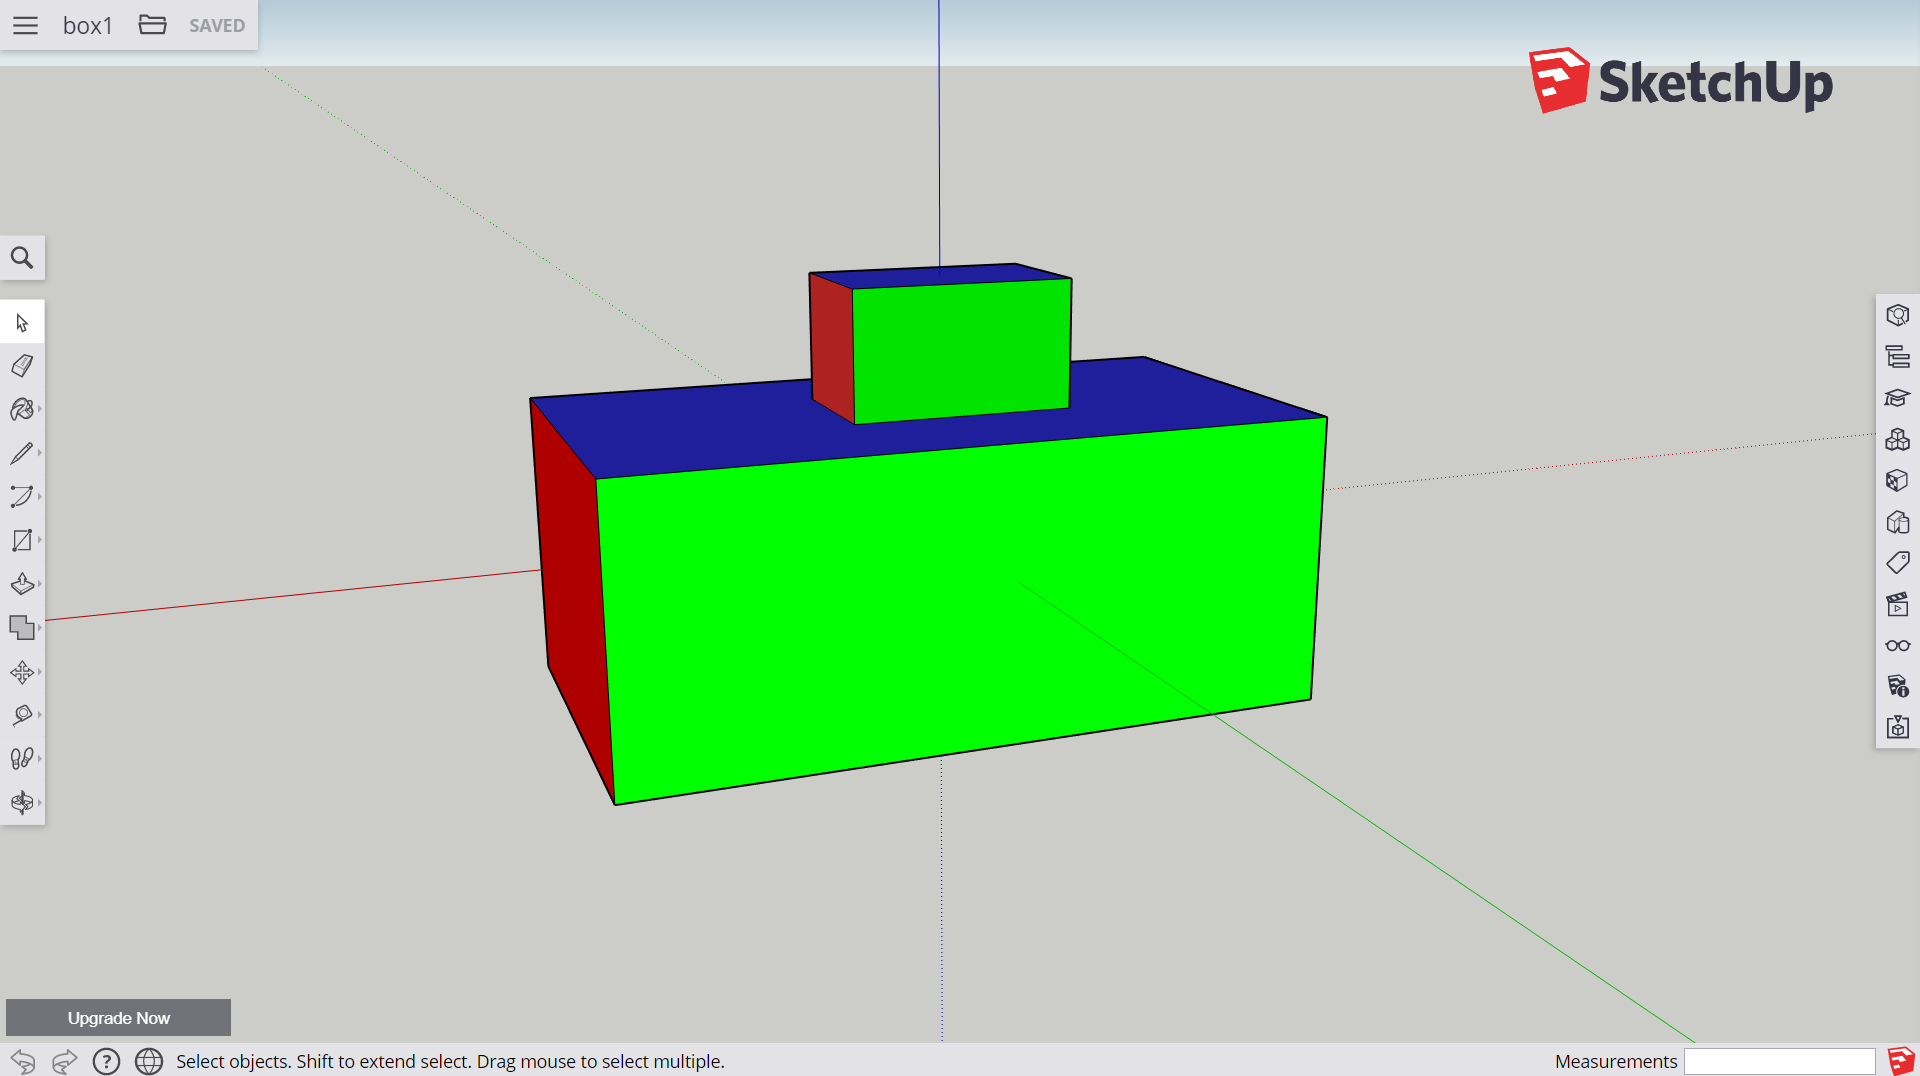 box1 SAVED
SketchUp
Upgrade Now
Select objects. Shift to extend select. Drag mouse to select multiple. Measurements